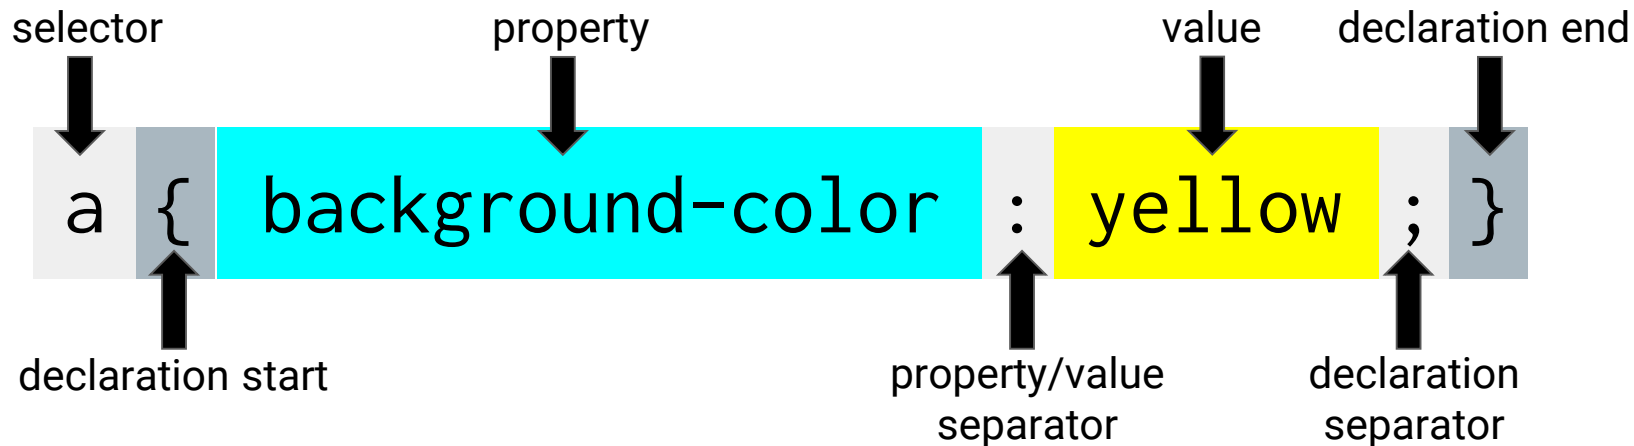 selector property value declaration end
a { background-color : yellow ; }
declaration start property/value separator declaration separator